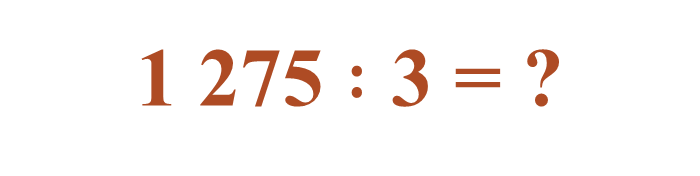 1 275 : 3 = ?